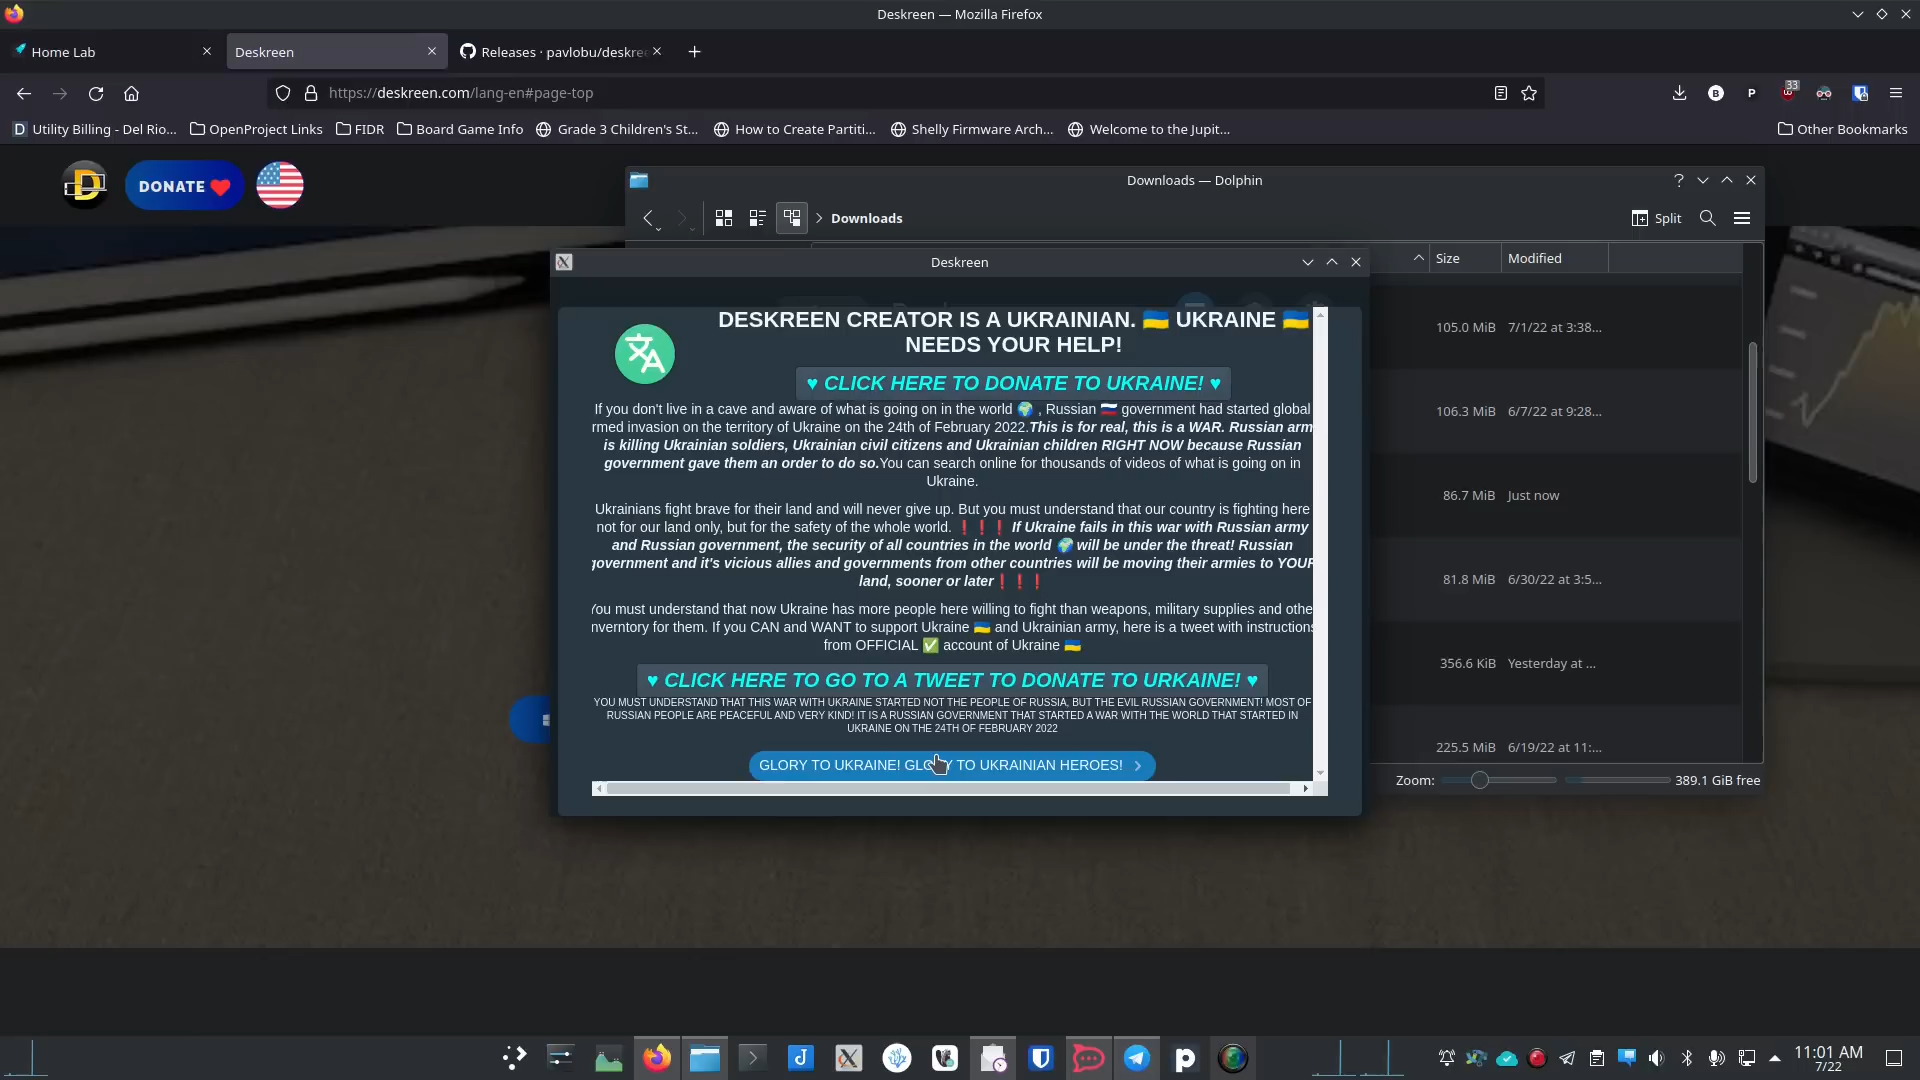 Deskreen — Mozilla Firefox
Home Lab
Deskreen
Releases · pavlobu/deskree
https://deskreen.com/lang-en#page-top
33
B
P
Utility Billing - Del Rio...
OpenProject Links
FIDR
Board Game Info
Grade 3 Children's St...
How to Create Partiti...
Shelly Firmware Arch...
Welcome to the Jupit...
Other Bookmarks
DONATE ❤️
Downloads — Dolphin
Downloads
Split
Size
Modified
Deskreen
DESKREEN CREATOR IS A UKRAINIAN. 🇺🇦 UKRAINE 🇺🇦
NEEDS YOUR HELP!
♥ CLICK HERE TO DONATE TO UKRAINE! ♥
If you don't live in a cave and aware of what is going on in the world 🌍 , Russian 🇷🇺 government had started global
rmed invasion on the territory of Ukraine on the 24th of February 2022.This is for real, this is a WAR. Russian arm
is killing Ukrainian soldiers, Ukrainian civil citizens and Ukrainian children RIGHT NOW because Russian
government gave them an order to do so.You can search online for thousands of videos of what is going on in
Ukraine.
Ukrainians fight brave for their land and will never give up. But you must understand that our country is fighting here
not for our land only, but for the safety of the whole world. ❗❗❗ If Ukraine fails in this war with Russian army
and Russian government, the security of all countries in the world 🌍 will be under the threat! Russian
government and it's vicious allies and governments from other countries will be moving their armies to YOUR
land, sooner or later❗❗❗
You must understand that now Ukraine has more people here willing to fight than weapons, military supplies and othe
nventory for them. If you CAN and WANT to support Ukraine 🇺🇦 and Ukrainian army, here is a tweet with instructions
from OFFICIAL ✅ account of Ukraine 🇺🇦
♥ CLICK HERE TO GO TO A TWEET TO DONATE TO URKAINE! ♥
YOU MUST UNDERSTAND THAT THIS WAR WITH UKRAINE STARTED NOT THE PEOPLE OF RUSSIA, BUT THE EVIL RUSSIAN GOVERNMENT! MOST OF
RUSSIAN PEOPLE ARE PEACEFUL AND VERY KIND! IT IS A RUSSIAN GOVERNMENT THAT STARTED A WAR WITH THE WORLD THAT STARTED IN
UKRAINE ON THE 24TH OF FEBRUARY 2022
GLORY TO UKRAINE! GLORY TO UKRAINIAN HEROES!
105.0 MiB 7/1/22 at 3:38...
106.3 MiB 6/7/22 at 9:28...
86.7 MiB Just now
81.8 MiB 6/30/22 at 3:5...
356.6 KiB Yesterday at ...
225.5 MiB 6/19/22 at 11:...
Zoom:
389.1 GiB free
11:01 AM
7/22